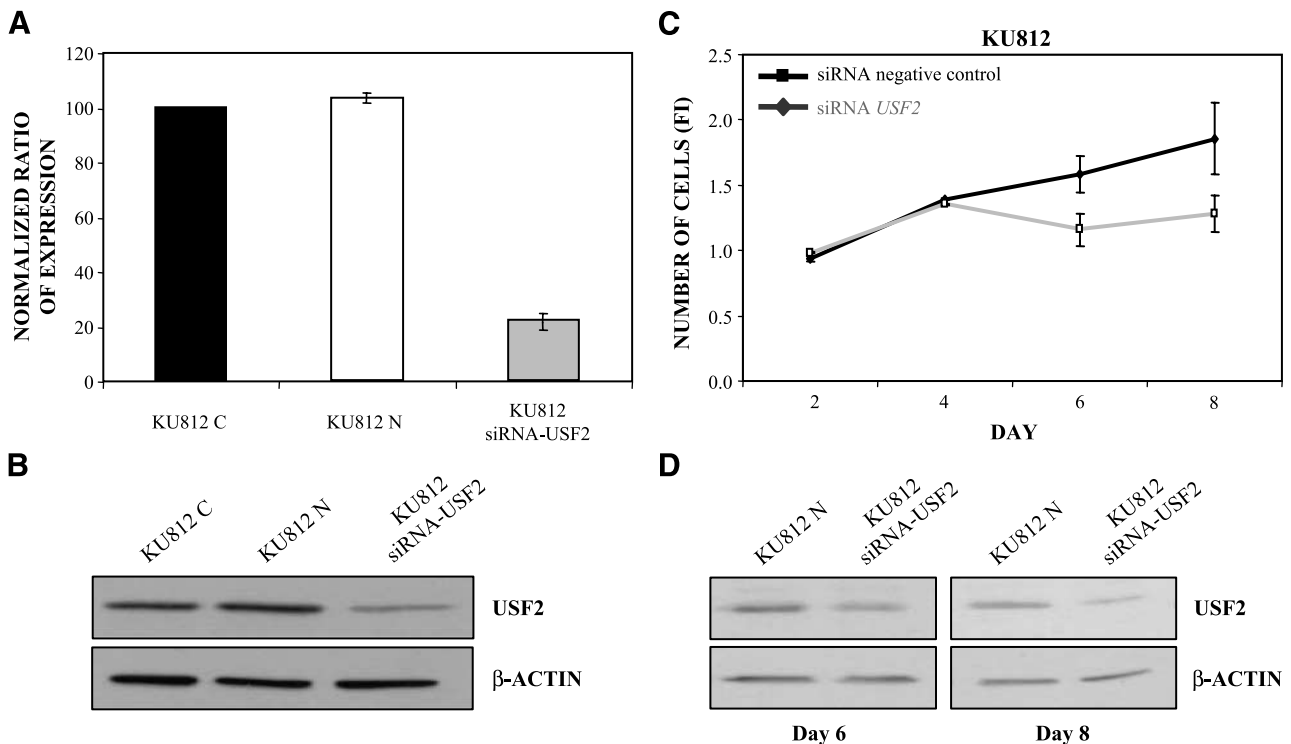 A
NORMALIZED RATIO
OF EXPRESSION
120
100
80
60
40
20
0
KU812 C
KU812 N
KU812
siRNA-USF2
B
KU812 C
KU812 N
KU812
siRNA-USF2
USF2
β-ACTIN
C
KU812
NUMBER OF CELLS (FI)
2.5
2.0
1.5
1.0
0.5
0.0
siRNA negative control
siRNA USF2
2
4
6
8
DAY
D
KU812 N
KU812
siRNA-USF2
KU812 N
KU812
siRNA-USF2
USF2
β-ACTIN
Day 6
Day 8